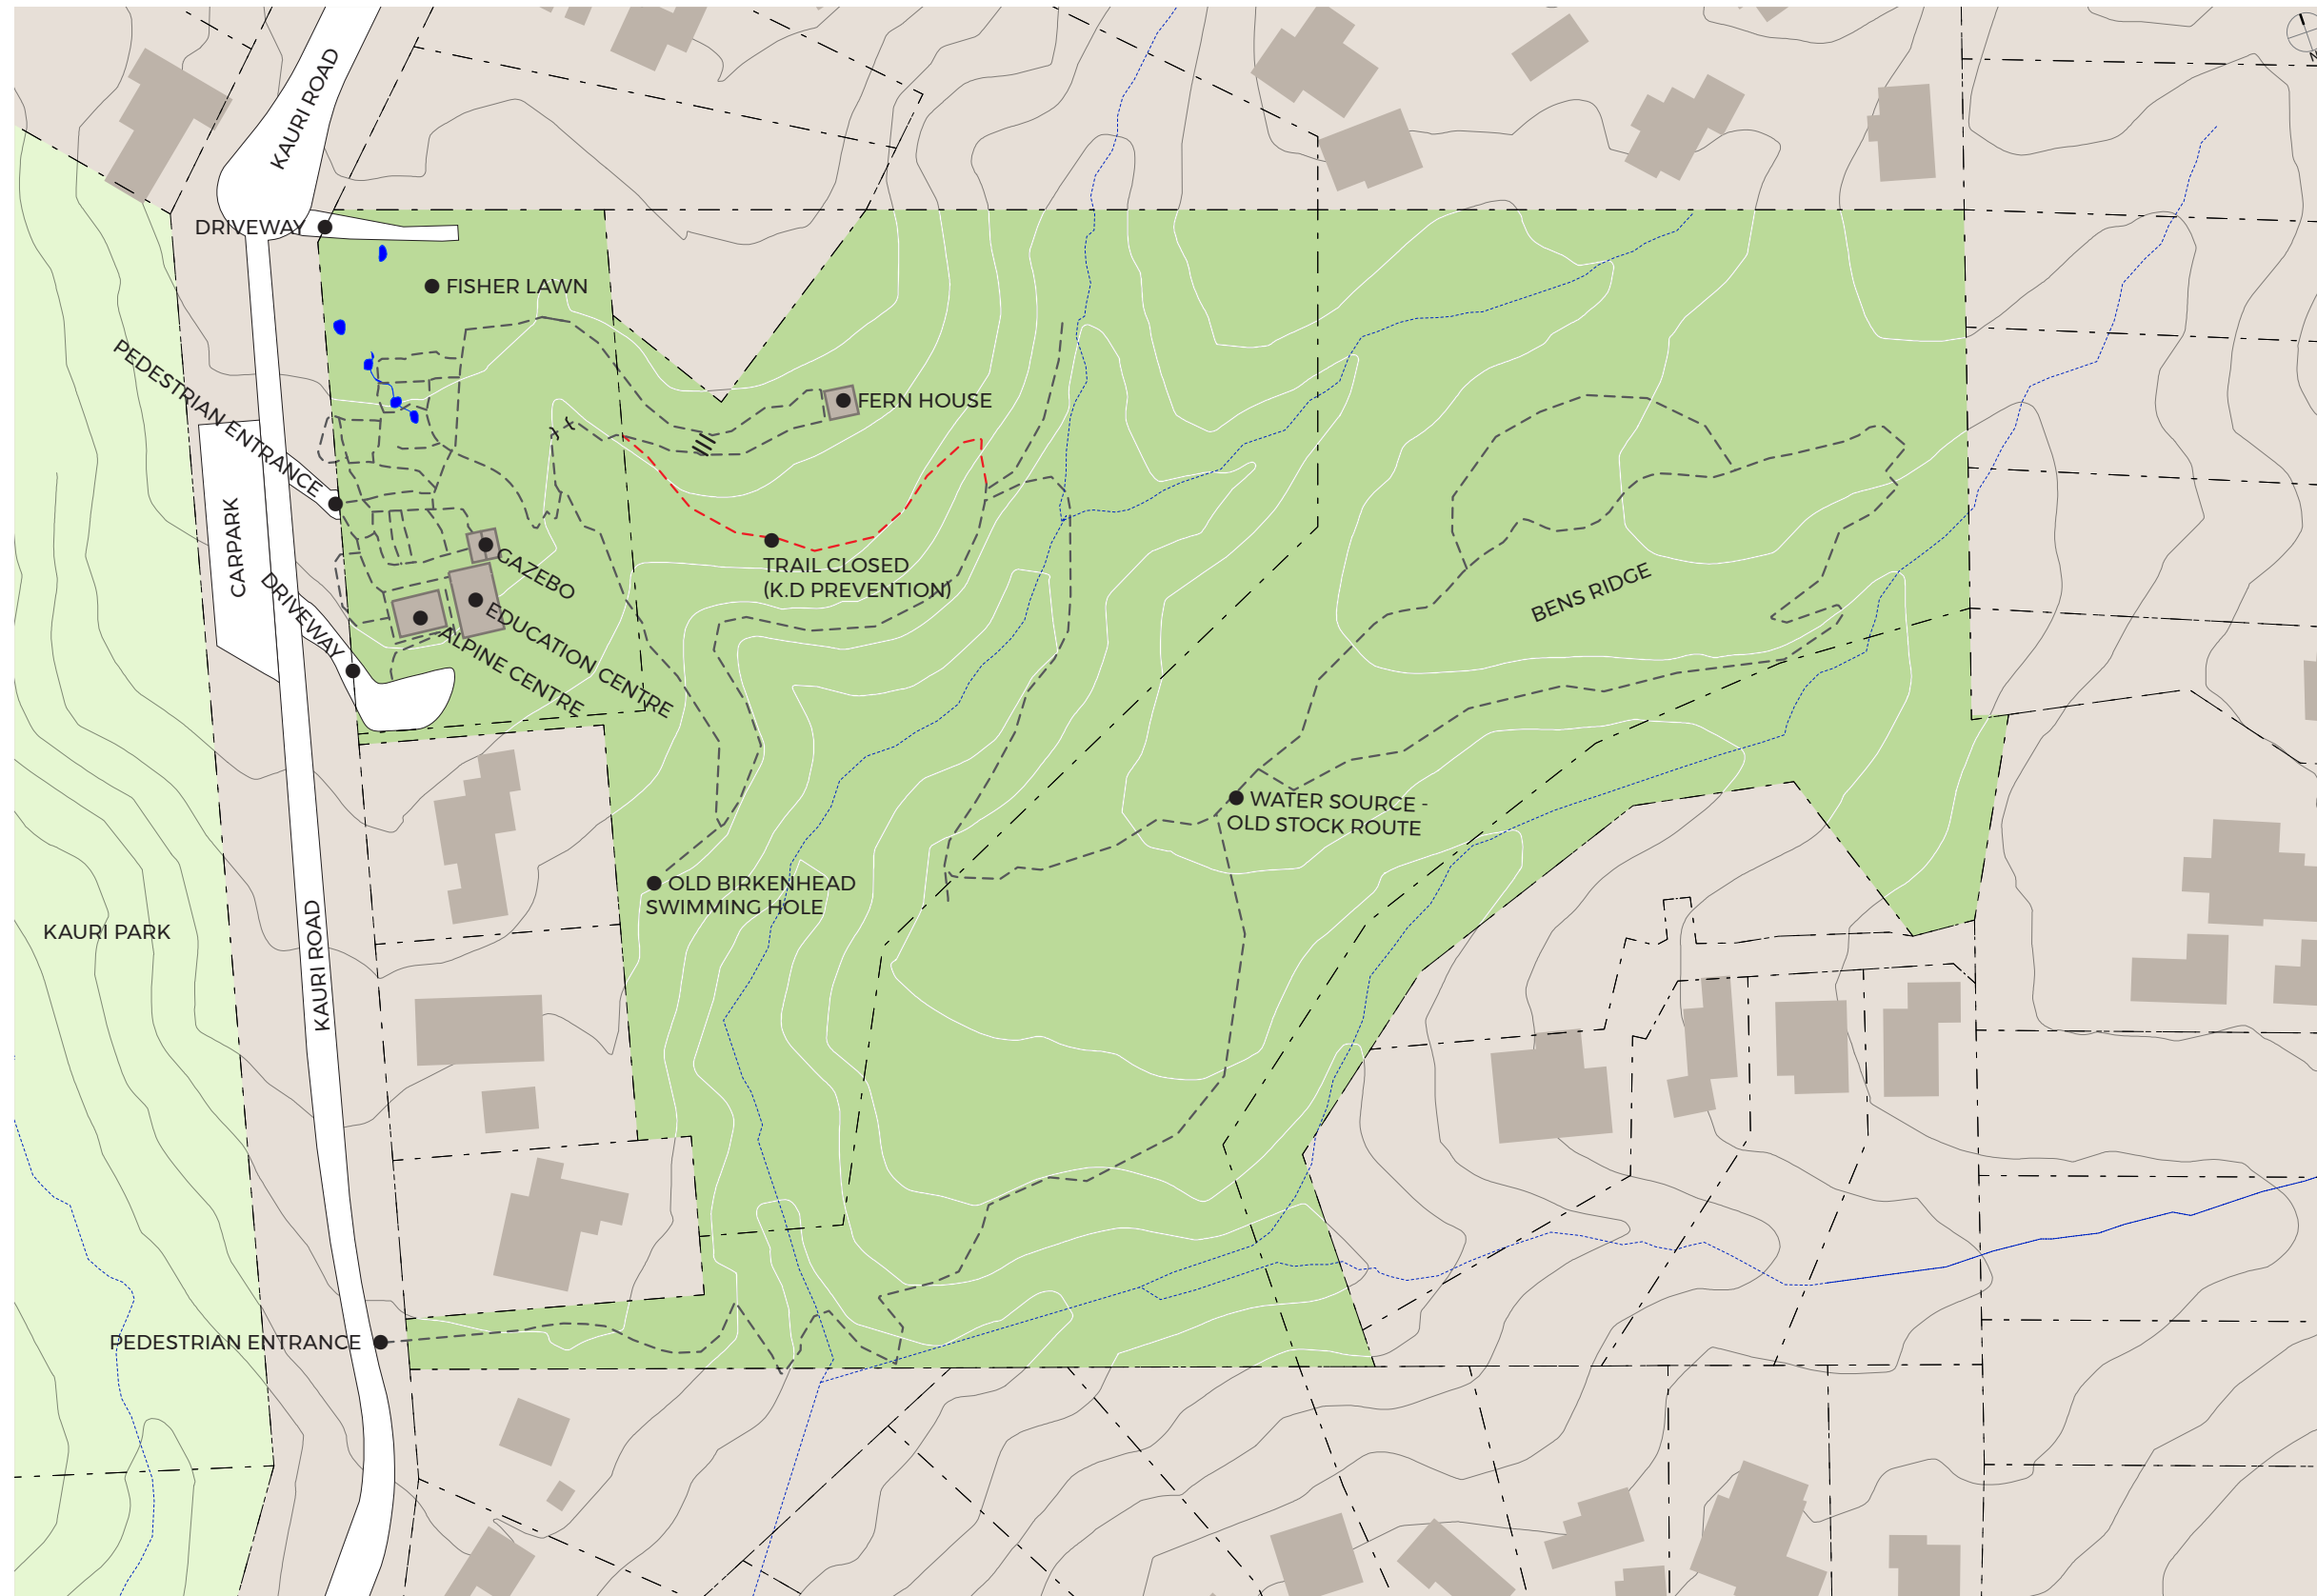 KAURI ROAD
DRIVEWAY
FISHER LAWN
PEDESTRIAN ENTRANCE
FERN HOUSE
CARPARK
GAZEBO
TRAIL CLOSED
(K.D PREVENTION)
DRIVEWAY
EDUCATION CENTRE
ALPINE CENTRE
BENS RIDGE
WATER SOURCE -
OLD STOCK ROUTE
OLD BIRKENHEAD
SWIMMING HOLE
KAURI PARK
KAURI ROAD
PEDESTRIAN ENTRANCE